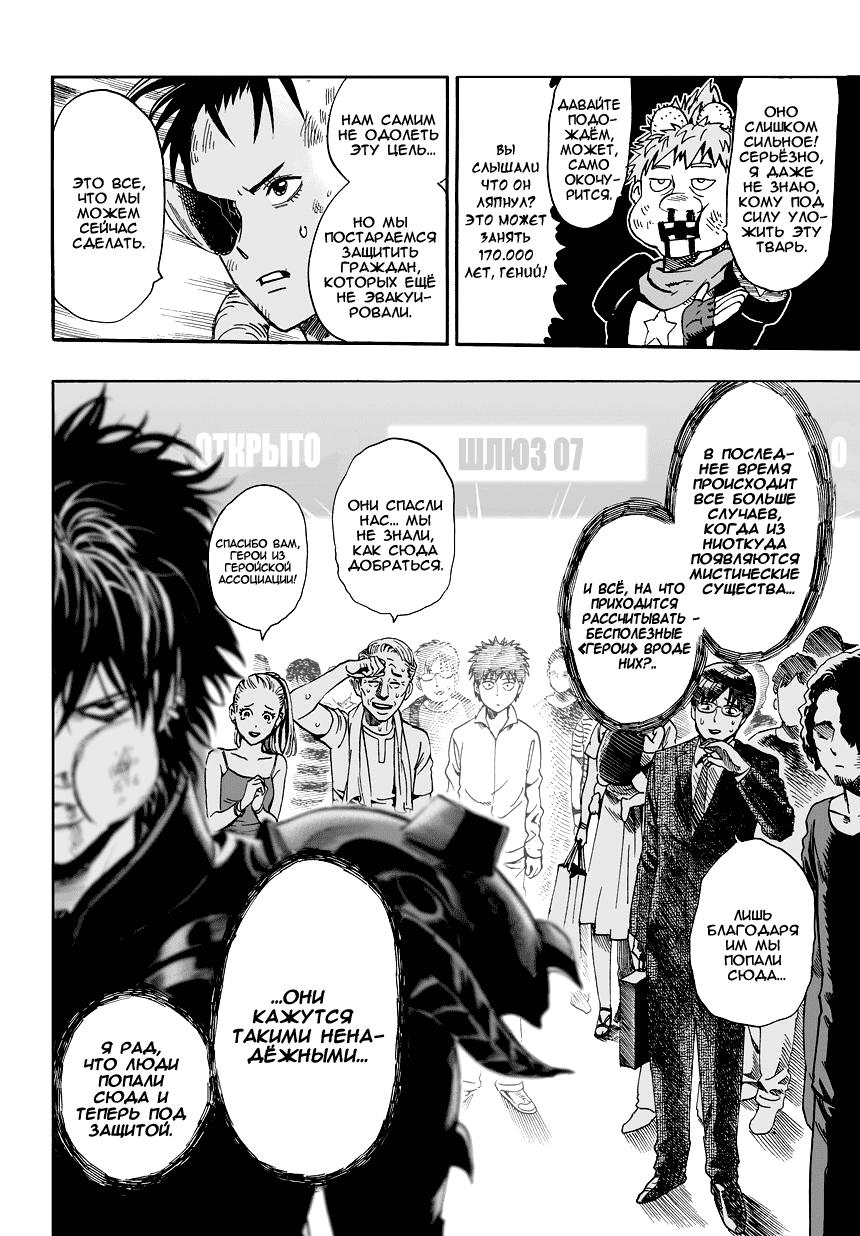 ОНО
СЛИШКОМ
СИЛЬНОЕ!
СЕРЬЁЗНО,
Я ДАЖЕ
НЕ ЗНАЮ,
КОМУ ПОД
СИЛУ УЛО-
ЖИТЬ ЭТУ
ТВАРЬ.
ДАВАЙТЕ
ПОДО-
ЖДЁМ,
МОЖЕТ,
САМО
ОКОЧУ-
РИТСЯ.
ВЫ
СЛЫШАЛИ
ЧТО ОН
ЛЯПНУЛ?
ЭТО МОЖЕТ
ЗАНЯТЬ
170.000
ЛЕТ, ГЕНИЙ!
НАМ САМИМ
НЕ ОДОЛЕТЬ
ЭТУ ЦЕЛЬ...
НО МЫ
ПОСТАРАЕМСЯ
ЗАЩИТИТЬ
ГРАЖДАН,
КОТОРЫХ ЕЩЁ
НЕ ЭВАКУИ-
РОВАЛИ.
ЭТО ВСЕ,
ЧТО МЫ
МОЖЕМ
СЕЙЧАС
СДЕЛАТЬ.
ОТКРЫТО
ШЛЮЗ 07
О
В ПОСЛЕД-
НЕЕ ВРЕМЯ
ПРОИСХОДИТ
ВСЕ БОЛЬШЕ
СЛУЧАЕВ,
КОГДА ИЗ
НИОТКУДА
ПОЯВЛЯЮТСЯ
МИСТИЧЕСКИЕ
СУЩЕСТВА...
И ВСЁ, НА ЧТО
ПРИХОДИТСЯ
РАССЧИТЫВАТЬ -
БЕСПОЛЕЗНЫЕ
<ГЕРОИ> ВРОДЕ
НИХ?..
ОНИ СПАСЛИ
НАС... МЫ
НЕ ЗНАЛИ,
КАК СЮДА
ДОБРАТЬСЯ.
СПАСИБО ВАМ,
ГЕРОИ ИЗ
ГЕРОЙСКОЙ
АССОЦИАЦИИ!
ЛИШЬ
БЛАГОДАРЯ
ИМ МЫ
ПОПАЛИ
СЮДА...
...ОНИ
КАЖУТСЯ
ТАКИМИ НЕНА-
ДЁЖНЫМИ...
Я РАД,
ЧТО ЛЮДИ
ПОПАЛИ
СЮДА И
ТЕПЕРЬ ПОД
ЗАЩИТОЙ.